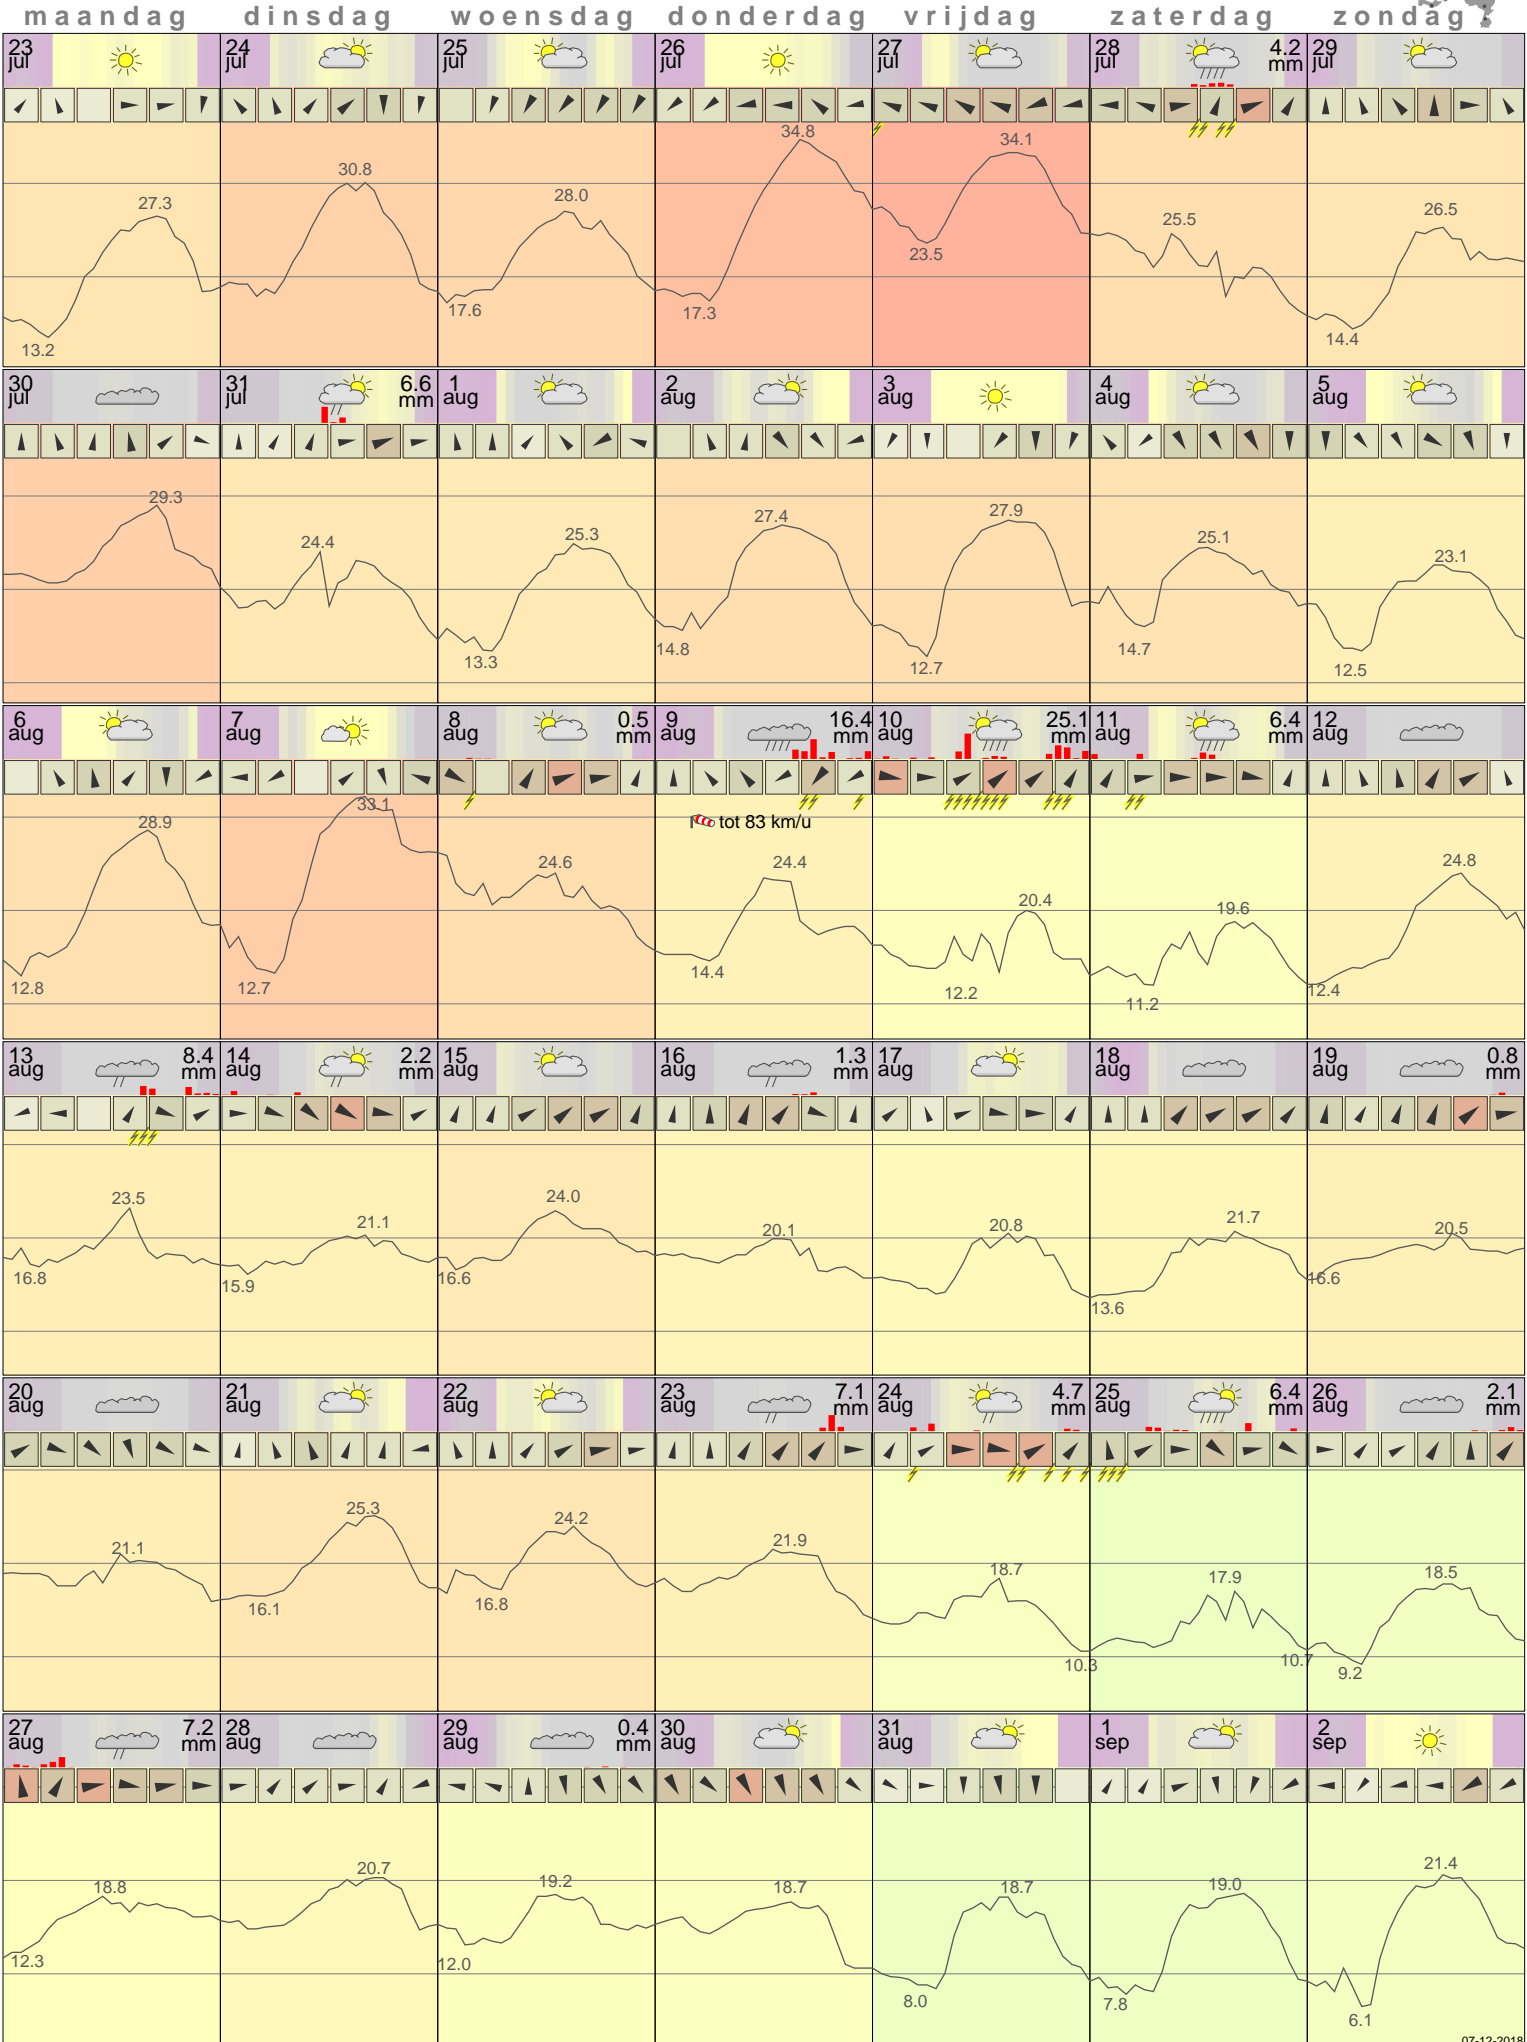 maandag dinsdag woensdag donderdag vrijdag zaterdag zondag
23 jul 24 jul 25 jul 26 jul 27 jul 28 jul 4.2 mm 29 jul
27.3 30.8 28.0 34.8 34.1 25.5 26.5
13.2 17.6 17.3 23.5 14.4
30 jul 31 jul 6.6 mm 1 aug 2 aug 3 aug 4 aug 5 aug
29.3 24.4 25.3 27.4 27.9 25.1 23.1
13.3 14.8 12.7 14.7 12.5
6 aug 7 aug 8 aug 0.5 mm 9 aug 16.4 mm 10 aug 25.1 mm 11 aug 6.4 mm 12 aug
tot 83 km/u
28.9 33.1 24.6 24.4 20.4 19.6 24.8
12.8 12.7 14.4 12.2 11.2 12.4
13 aug 8.4 mm 14 aug 2.2 mm 15 aug 16 aug 1.3 mm 17 aug 18 aug 19 aug 0.8 mm
23.5 21.1 24.0 20.1 20.8 21.7 20.5
16.8 15.9 16.6 13.6 16.6
20 aug 21 aug 22 aug 23 aug 7.1 mm 24 aug 4.7 mm 25 aug 6.4 mm 26 aug 2.1 mm
21.1 25.3 24.2 21.9 18.7 17.9 18.5
16.1 16.8 10.3 10.7 9.2
27 aug 7.2 mm 28 aug 29 aug 0.4 mm 30 aug 31 aug 1 sep 2 sep
18.8 20.7 19.2 18.7 18.7 19.0 21.4
12.3 12.0 8.0 7.8 6.1
07-12-2018